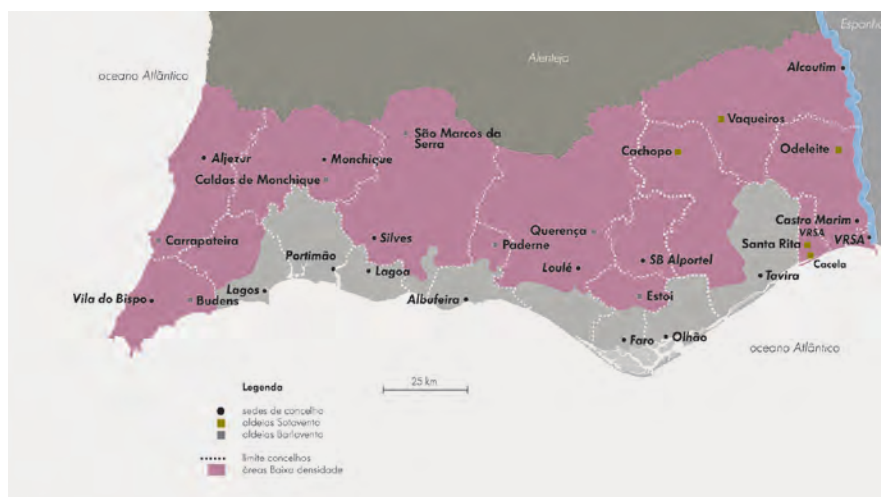 Espanha
Alentejo
oceano Atlântico
Alcoutim
Vaqueiros
São Marcos da
Serra
Cachopo
Odeleite
Aljezur
Monchique
Caldas de Monchique
Castro Marim
VRSA
VRSA
Querença
Carrapateira
Silves
Paderne
Santa Rita
Cacela
Portimão
Lagoa
Loulé
SB Alportel
Tavira
Vila do Bispo
Budens
Lagos
Albufeira
Estoi
Faro
Olhão
oceano Atlântico
25 km
Legenda
sedes de concelho
aldeias Sotavento
aldeias Barlavento
limite concelhos
áreas Baixa densidade